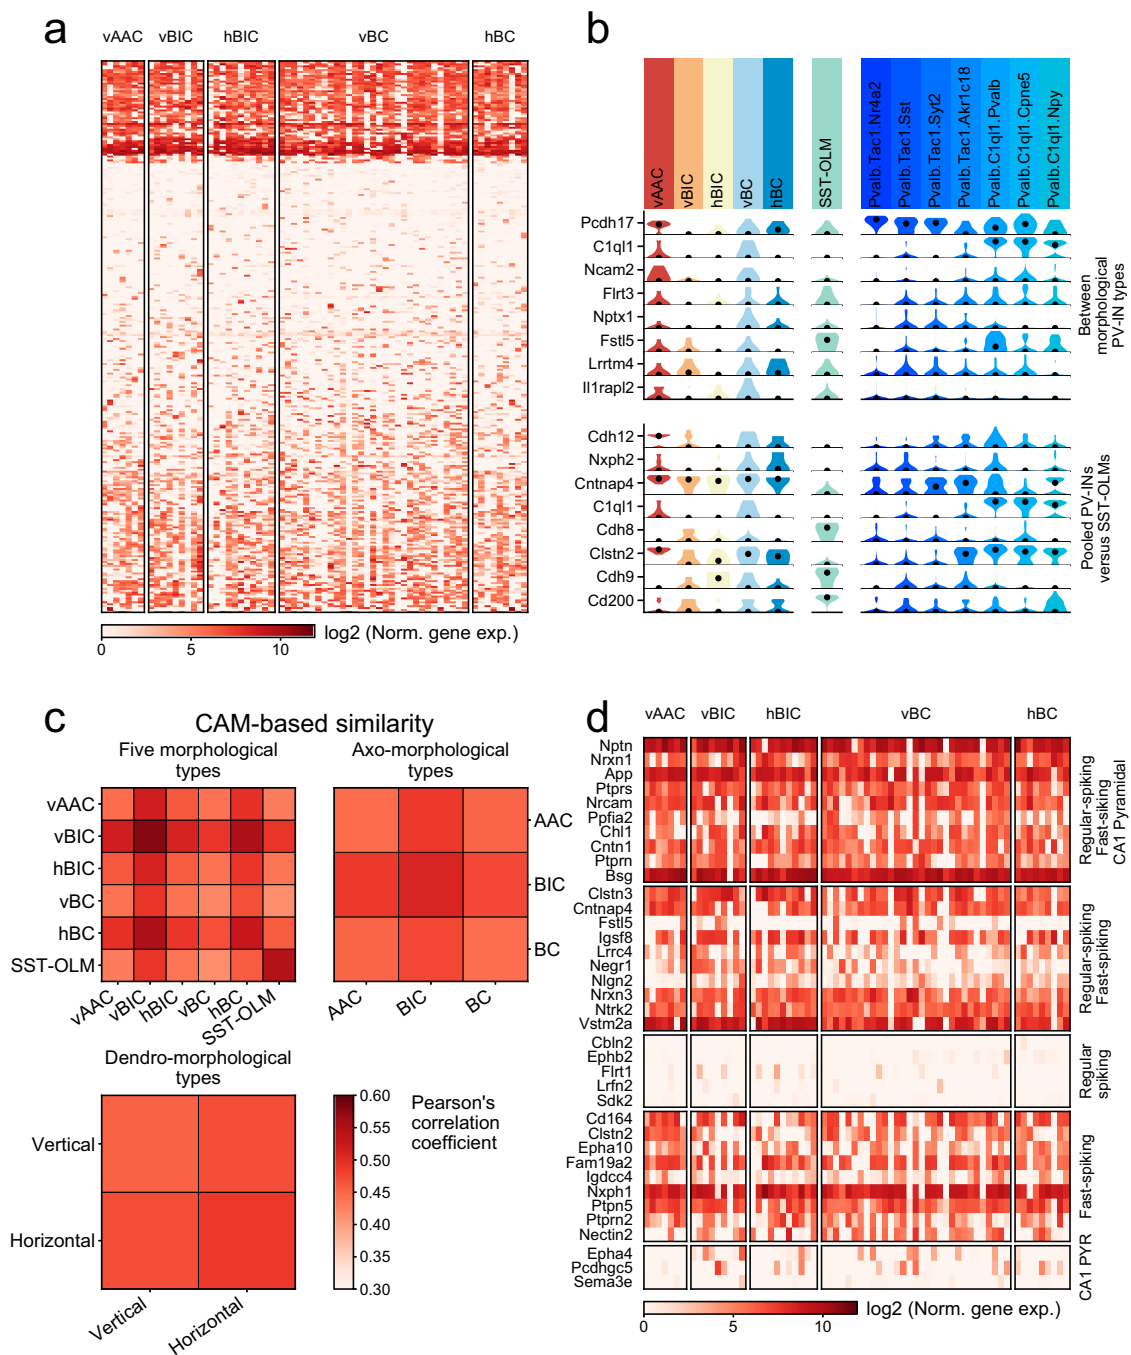 a
vAAC vBIC hBIC vBC hBC
0 5 10
log2 (Norm. gene exp.)
b
vAAC
vBIC
hBIC
vBC
hBC
SST-OLM
Pvalb.Tac1.Nr4a2
Pvalb.Tac1.Sst
Pvalb.Tac1.Syt2
Pvalb.Tac1.Akr1c18
Pvalb.C1ql1.Pvalb
Pvalb.C1ql1.Cpne5
Pvalb.C1ql1.Npy
Pcdh17
C1ql1
Ncam2
Flrt3
Nptx1
Fstl5
Lrrtm4
Il1rapl2
Between
morphological
PV-IN types
Cdh12
Nxph2
Cntnap4
C1ql1
Cdh8
Clstn2
Cdh9
Cd200
Pooled PV-INs
versus SST-OLMs
c
CAM-based similarity
Five morphological
types
vAAC
vBIC
hBIC
vBC
hBC
SST-OLM
vAAC
vBIC
hBIC
vBC
hBC
SST-OLM
Axo-morphological
types
AAC
BIC
BC
AAC
BIC
BC
Dendro-morphological
types
Vertical
Horizontal
Vertical
Horizontal
0.60
0.55
0.50
0.45
0.40
0.35
0.30
Pearson's
correlation
coefficient
d
vAAC vBIC hBIC vBC hBC
Nptn
Nrxn1
App
Ptprs
Nrcam
Ppfia2
Chl1
Cntn1
Ptprn
Bsg
Regular-spiking
Fast-siking
CA1 Pyramidal
Clstn3
Cntnap4
Fstl5
Igsf8
Lrrc4
Negr1
Nlgn2
Nrxn3
Ntrk2
Vstm2a
Regular-spiking
Fast-spiking
Cbln2
Ephb2
Flrt1
Lrfn2
Sdk2
Regular
spiking
Cd164
Clstn2
Epha10
Fam19a2
Igdcc4
Nxph1
Ptpn5
Ptprn2
Nectin2
Fast-spiking
Epha4
Pcdhgc5
Sema3e
CA1 PYR
0 5 10
log2 (Norm. gene exp.)